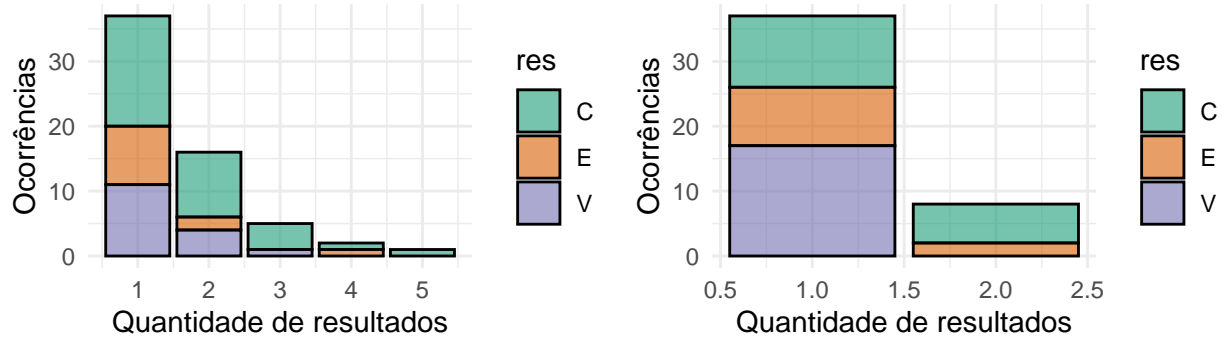 Ocorrências
30
20
10
0
1 2 3 4 5
Quantidade de resultados
res
C
E
V
Ocorrências
30
20
10
0
0.5 1.0 1.5 2.0 2.5
Quantidade de resultados
res
C
E
V